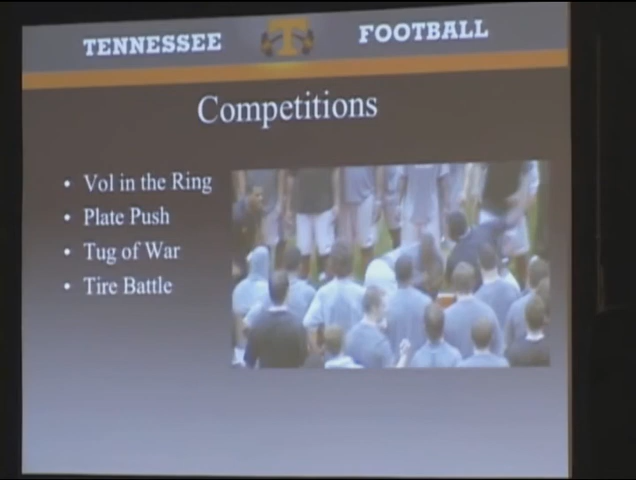 TENNESSEE T FOOTBALL
Competitions
• Vol in the Ring
• Plate Push
• Tug of War
• Tire Battle